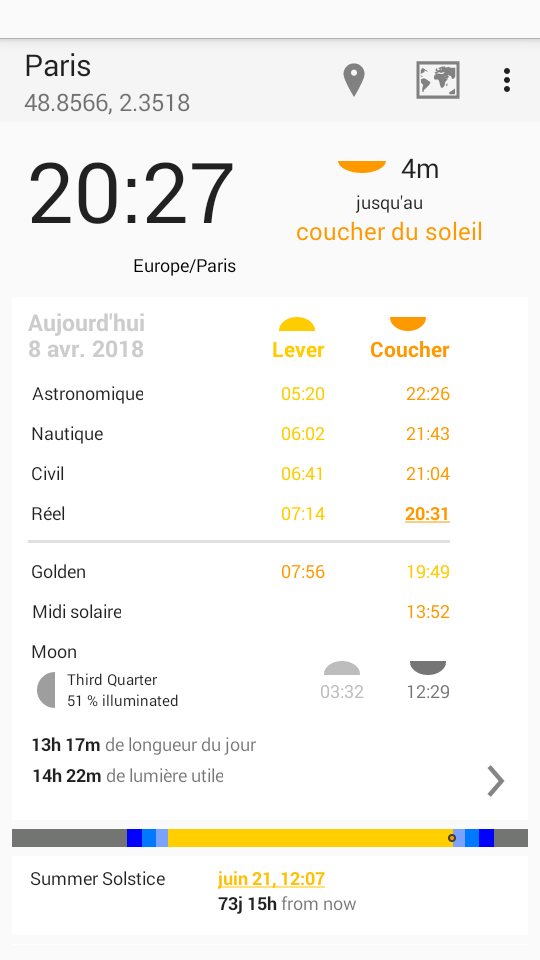 Paris
48.8566, 2.3518
20:27
4m
jusqu'au
coucher du soleil
Europe/Paris
Aujourd'hui
8 avr. 2018
Lever
Coucher
Astronomique 05:20 22:26
Nautique 06:02 21:43
Civil 06:41 21:04
Réel 07:14 20:31
Golden 07:56 19:49
Midi solaire 13:52
Moon
Third Quarter
51 % illuminated
03:32 12:29
13h 17m de longueur du jour
14h 22m de lumière utile
Summer Solstice juin 21, 12:07
73j 15h from now